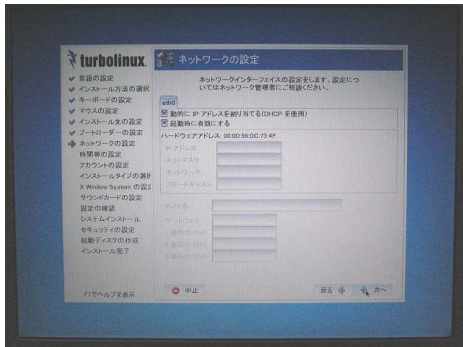 turbolinux
ネットワークの設定
言語の設定
インストール方法の選択
キーボードの設定
マウスの設定
インストール先の設定
ブートローダーの設定
ネットワークの設定
時間帯の設定
アカウントの設定
インストールタイプの選択
X Window System の設定
サウンドカードの設定
設定の確認
システムインストール
セキュリティの設定
起動ディスクの作成
インストール完了
F1でヘルプを表示
ネットワークインターフェイスの設定をします。設定につ
いてはネットワーク管理者にご相談ください。
eth0
動的に IP アドレスを割り当てる(DHCP を使用)
起動時に有効にする
ハードウェアアドレス
IP アドレス
ネットマスク
ネットワーク
ブロードキャスト
ホスト名
ゲートウェイ
中止
戻る
次へ